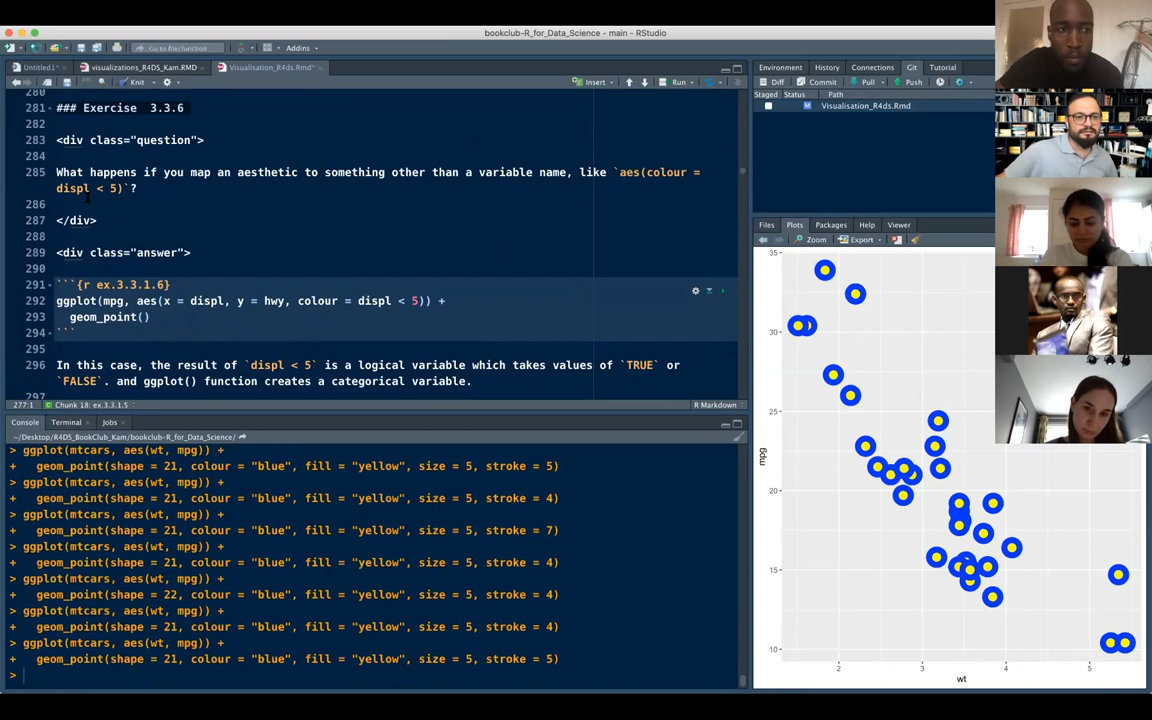 bookclub-R_for_Data_Science - main - RStudio
Go to file/function
Addins
Untitled1*
visualizations_R4DS_Kam.RMD
Visualisation_R4ds.Rmd*
Knit
Insert
Run
280
281 ### Exercise  3.3.6
282
283 <div class="question">
284
285 What happens if you map an aesthetic to something other than a variable name, like `aes(colour =
displ < 5)`?
286
287 </div>
288
289 <div class="answer">
290
291 ```{r ex.3.3.1.6}
292 ggplot(mpg, aes(x = displ, y = hwy, colour = displ < 5)) +
293   geom_point()
294 ```
295
296 In this case, the result of `displ < 5` is a logical variable which takes values of `TRUE` or
`FALSE`. and ggplot() function creates a categorical variable.
297
277:1 Chunk 18: ex.3.3.1.5
R Markdown
Console Terminal Jobs
~/Desktop/R4DS_BookClub_Kam/bookclub-R_for_Data_Science/
> ggplot(mtcars, aes(wt, mpg)) +
+   geom_point(shape = 21, colour = "blue", fill = "yellow", size = 5, stroke = 5)
> ggplot(mtcars, aes(wt, mpg)) +
+   geom_point(shape = 21, colour = "blue", fill = "yellow", size = 5, stroke = 4)
> ggplot(mtcars, aes(wt, mpg)) +
+   geom_point(shape = 21, colour = "blue", fill = "yellow", size = 5, stroke = 7)
> ggplot(mtcars, aes(wt, mpg)) +
+   geom_point(shape = 21, colour = "blue", fill = "yellow", size = 5, stroke = 4)
> ggplot(mtcars, aes(wt, mpg)) +
+   geom_point(shape = 22, colour = "blue", fill = "yellow", size = 5, stroke = 4)
> ggplot(mtcars, aes(wt, mpg)) +
+   geom_point(shape = 21, colour = "blue", fill = "yellow", size = 5, stroke = 4)
> ggplot(mtcars, aes(wt, mpg)) +
+   geom_point(shape = 21, colour = "blue", fill = "yellow", size = 5, stroke = 5)
>
Environment History Connections Git Tutorial
Diff Commit Pull Push
Staged Status Path
M Visualisation_R4ds.Rmd
Files Plots Packages Help Viewer
Zoom Export
35
30
25
20
15
10
mpg
2 3 4 5
wt